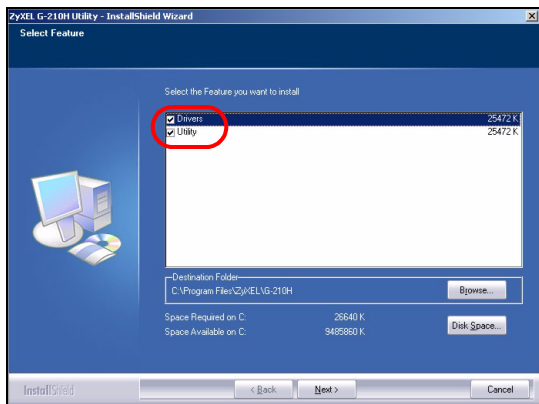 ZyXEL G-210H Utility - InstallShield Wizard
Select Feature
Select the Feature you want to install
Drivers 25472 K
Utility 25472 K
Destination Folder
C:\Program Files\ZyXEL\G-210H
Browse...
Space Required on C: 26640 K
Space Available on C: 9485860 K
Disk Space...
InstallShield
< Back
Next >
Cancel